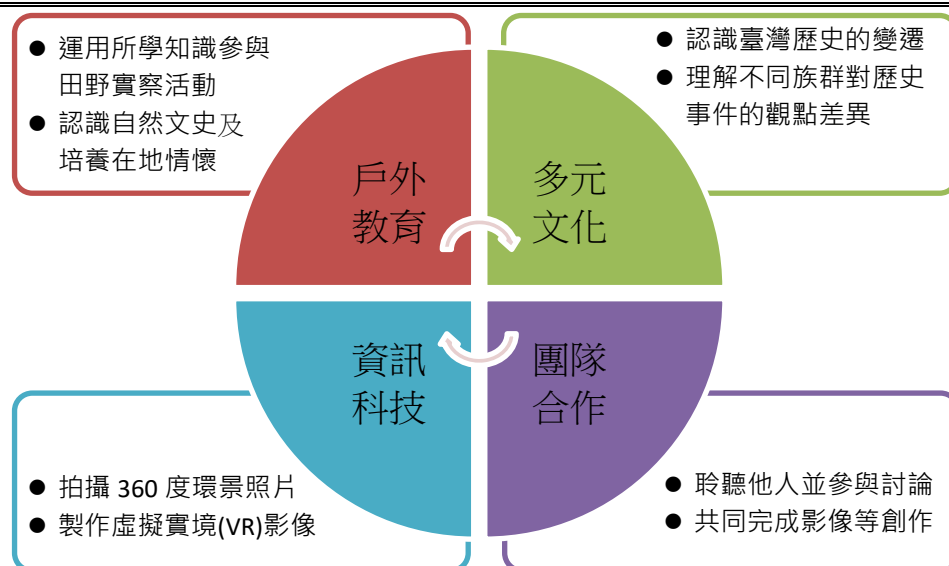 ● 運用所學知識參與
田野實察活動
● 認識自然文史及
培養在地情懷
戶外
教育
● 認識臺灣歷史的變遷
● 理解不同族群對歷史
事件的觀點差異
多元
文化
資訊
科技
● 拍攝 360 度環景照片
● 製作虛擬實境(VR)影像
團隊
合作
● 聆聽他人並參與討論
● 共同完成影像等創作